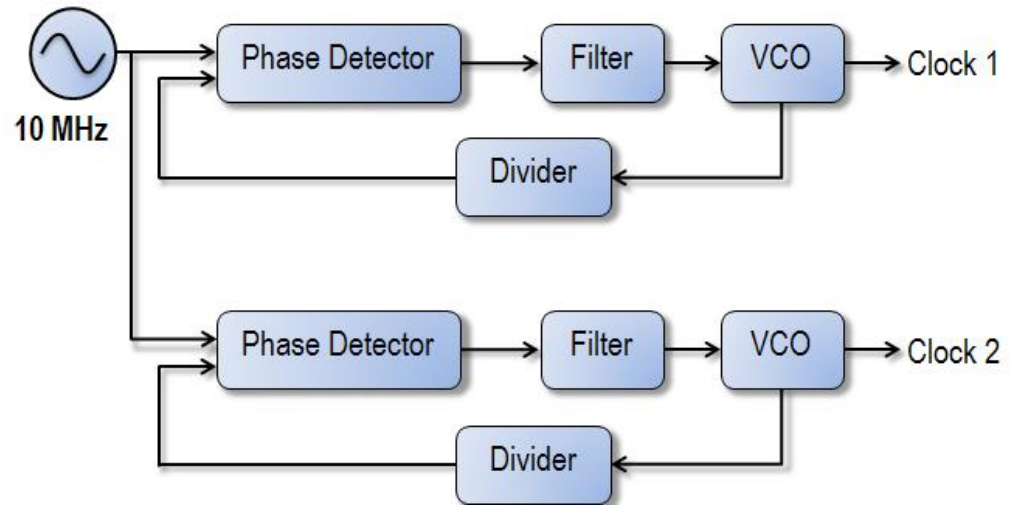 Phase Detector
Filter
VCO
Clock 1
10 MHz
Divider
Phase Detector
Filter
VCO
Clock 2
Divider